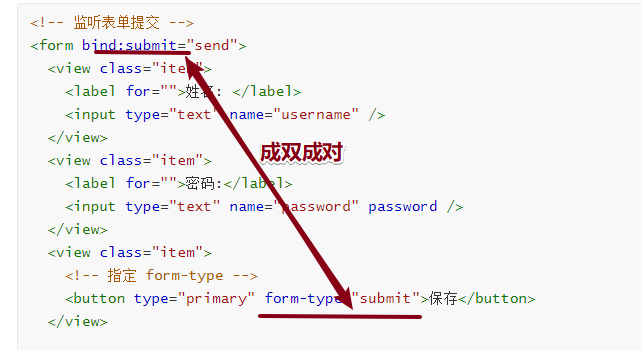 <!-- 监听表单提交 -->
<form bind:submit="send">
<view class="item">
<label for="">姓名: </label>
<input type="text" name="username" />
</view>
<view class="item">
成双成对
<label for="">密码:</label>
<input type="text" name="password" password />
</view>
<view class="item">
<!-- 指定 form-type -->
<button type="primary" form-type="submit">保存</button>
</view>